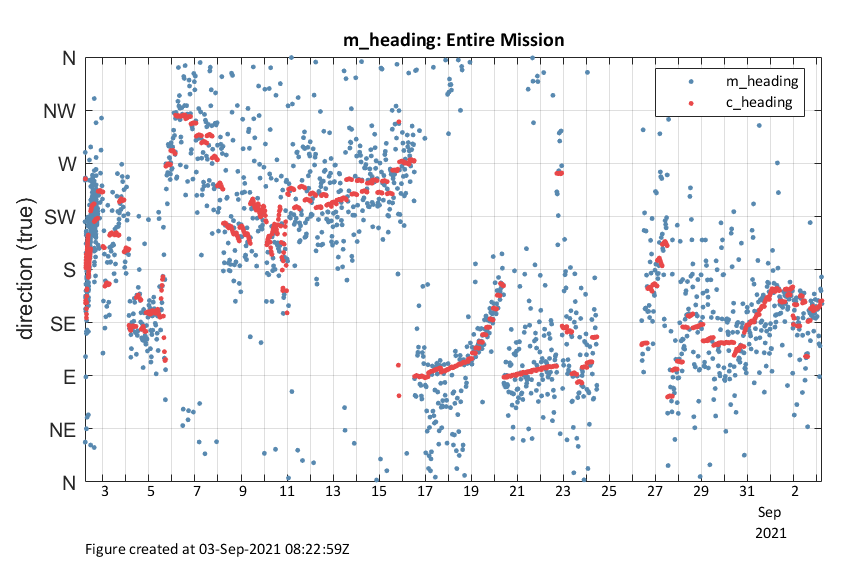 m_heading: Entire Mission
m_heading
c_heading
direction (true)
N
NW
W
SW
S
SE
E
NE
N
3 5 7 9 11 13 15 17 19 21 23 25 27 29 31 2
Sep
2021
Figure created at 03-Sep-2021 08:22:59Z